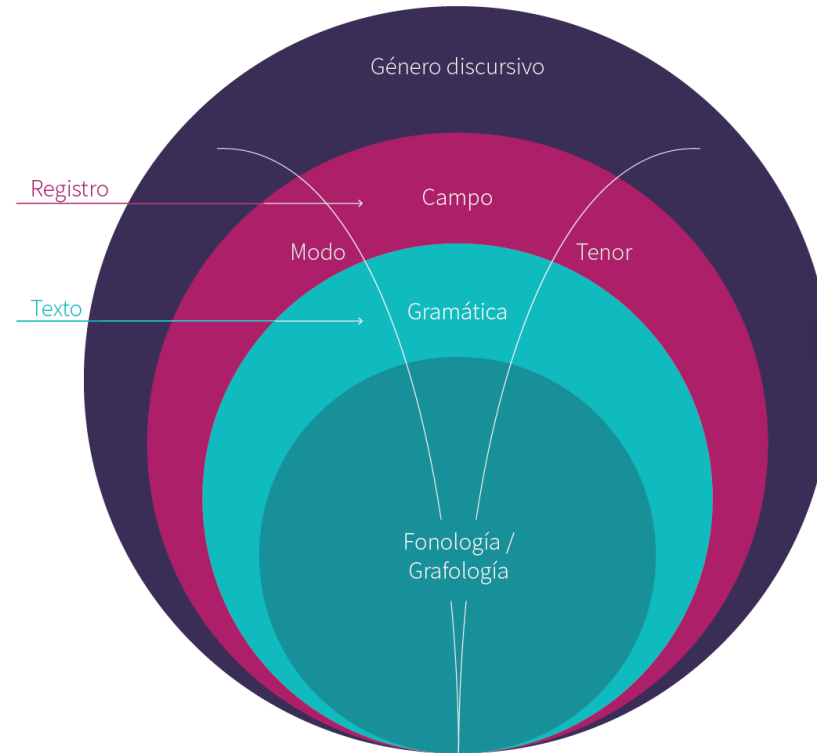 Género discursivo
Registro
Campo
Modo
Tenor
Texto
Gramática
Fonología /
Grafología